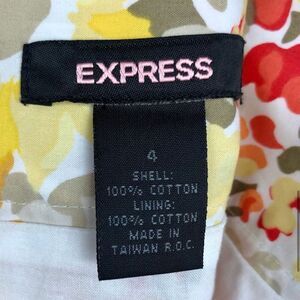 EXPRESS
4
SHELL:
100% COTTON
LINING:
100% COTTON
MADE IN
TAIWAN R.O.C.